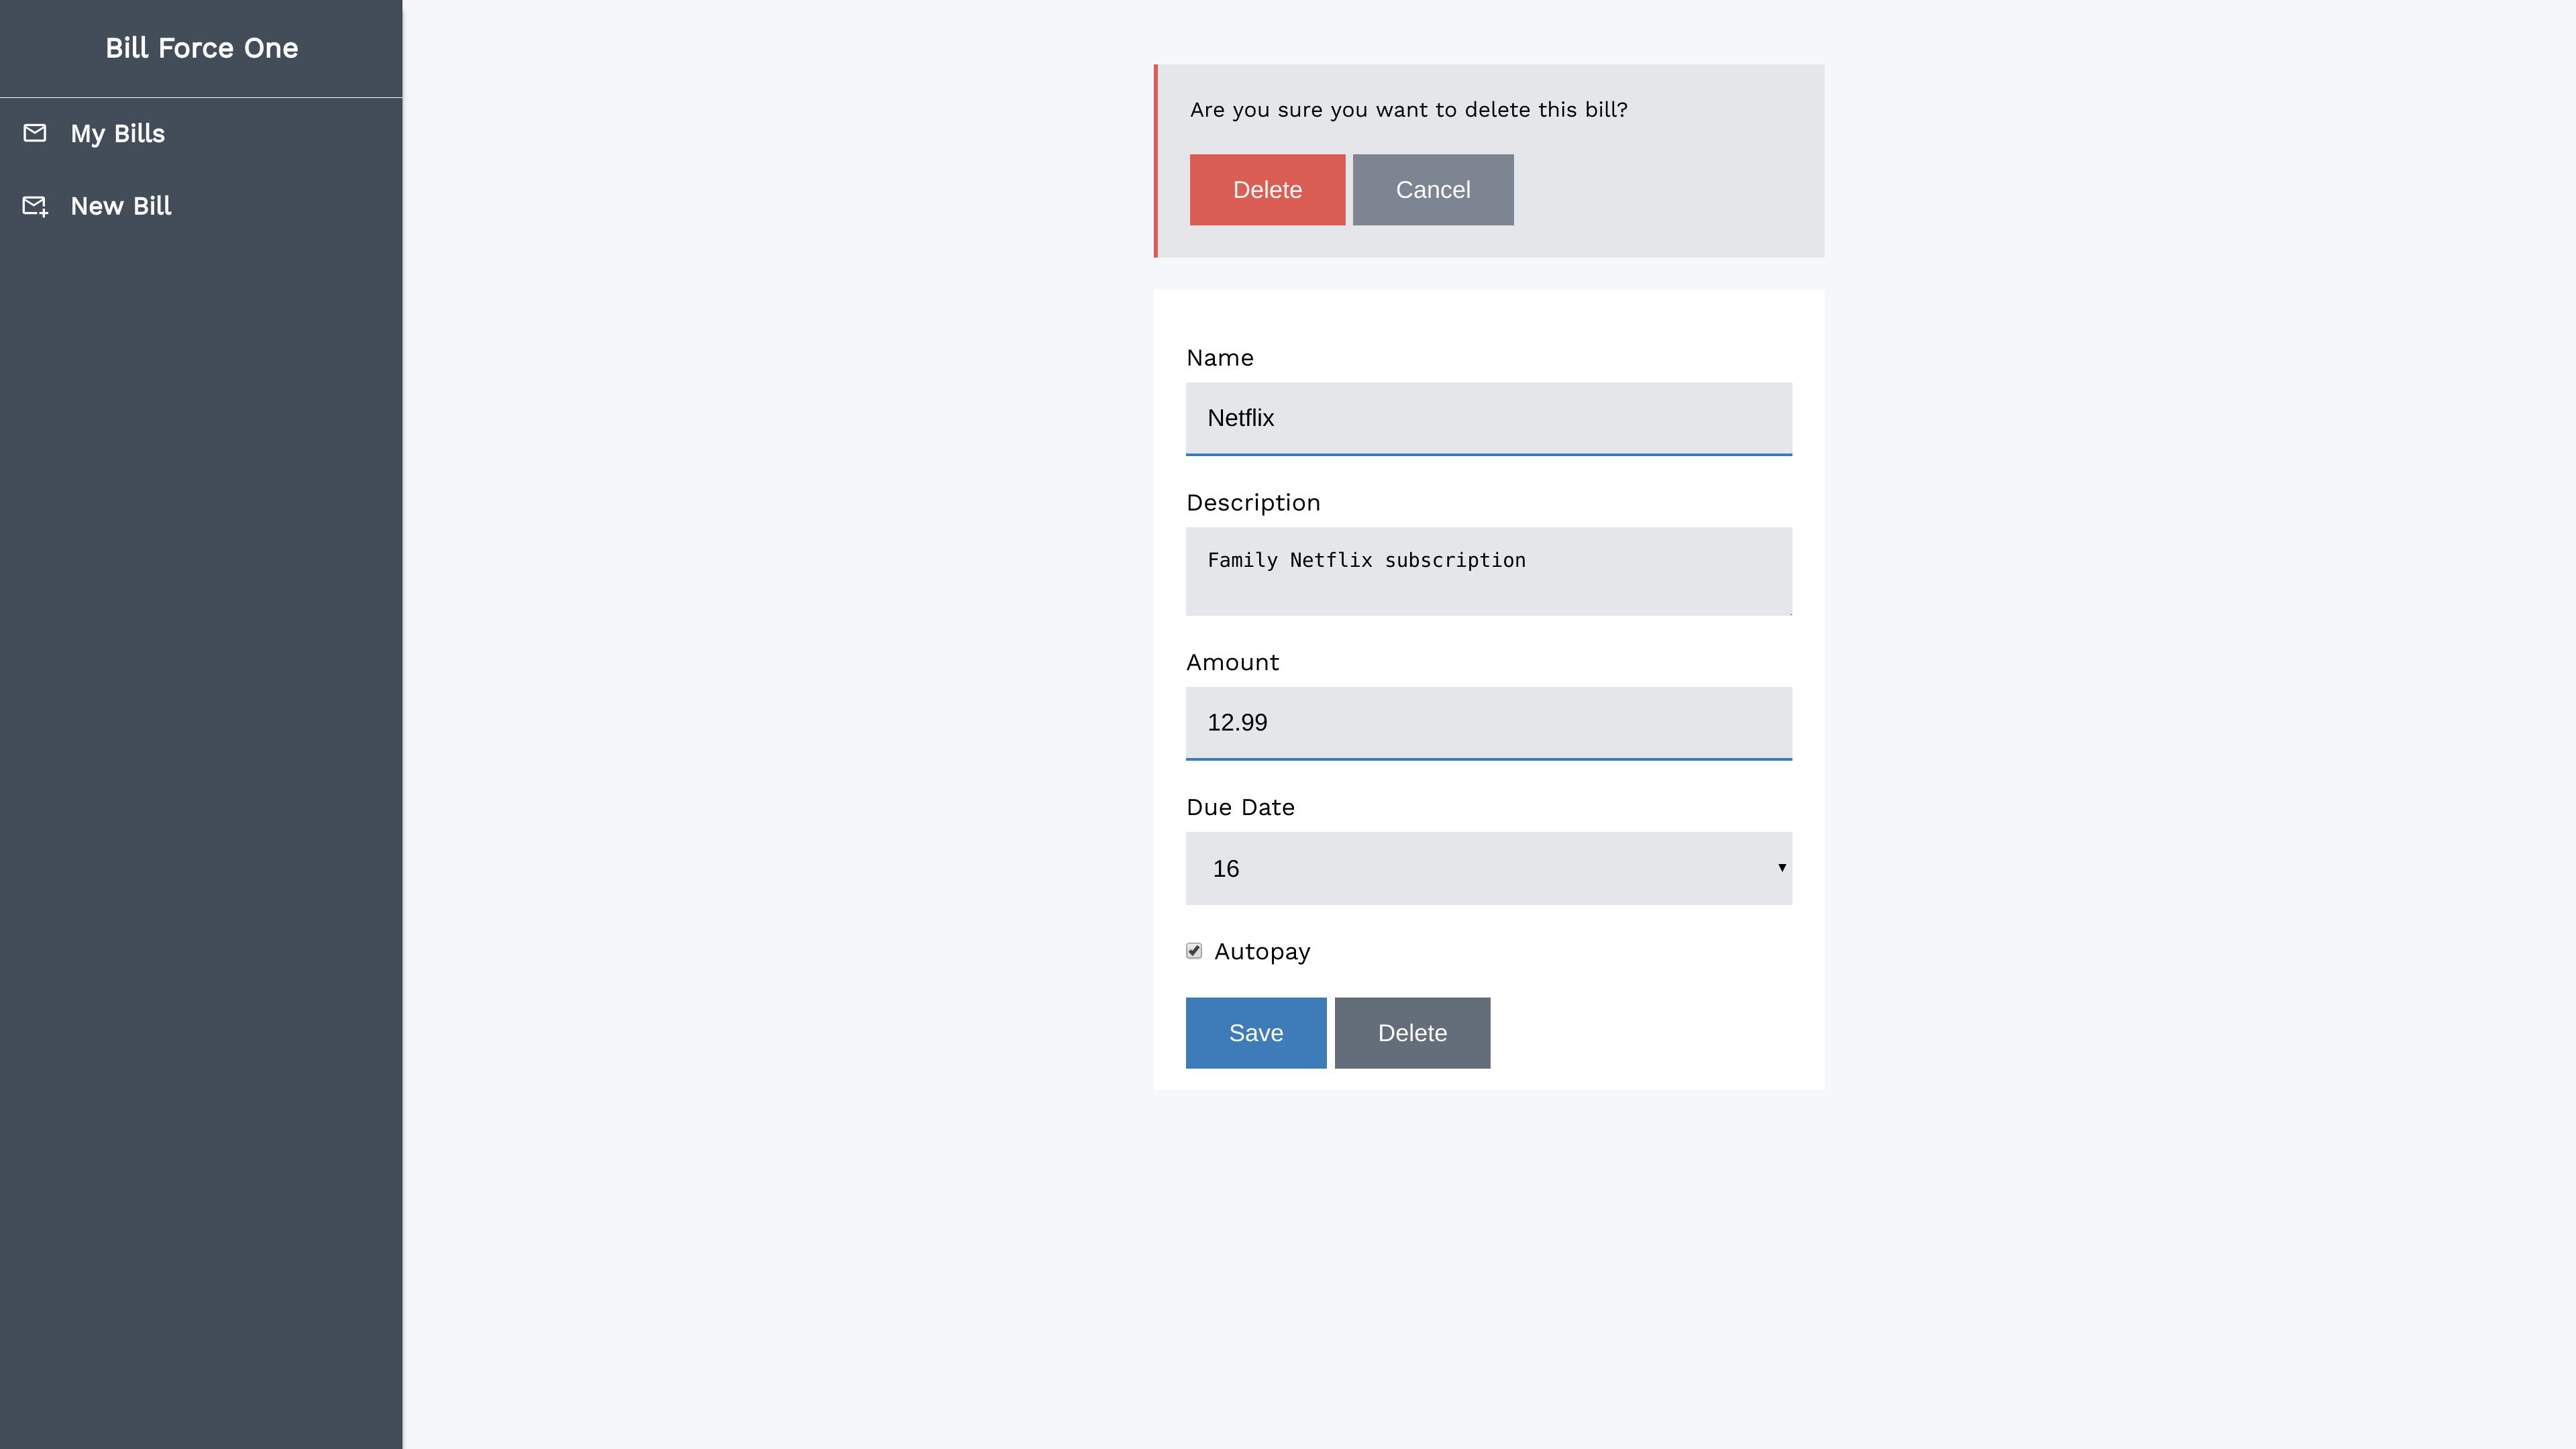 Bill Force One
My Bills
New Bill
Are you sure you want to delete this bill?
Delete Cancel
Name
Netflix
Description
Family Netflix subscription
Amount
12.99
Due Date
16
Autopay
Save Delete